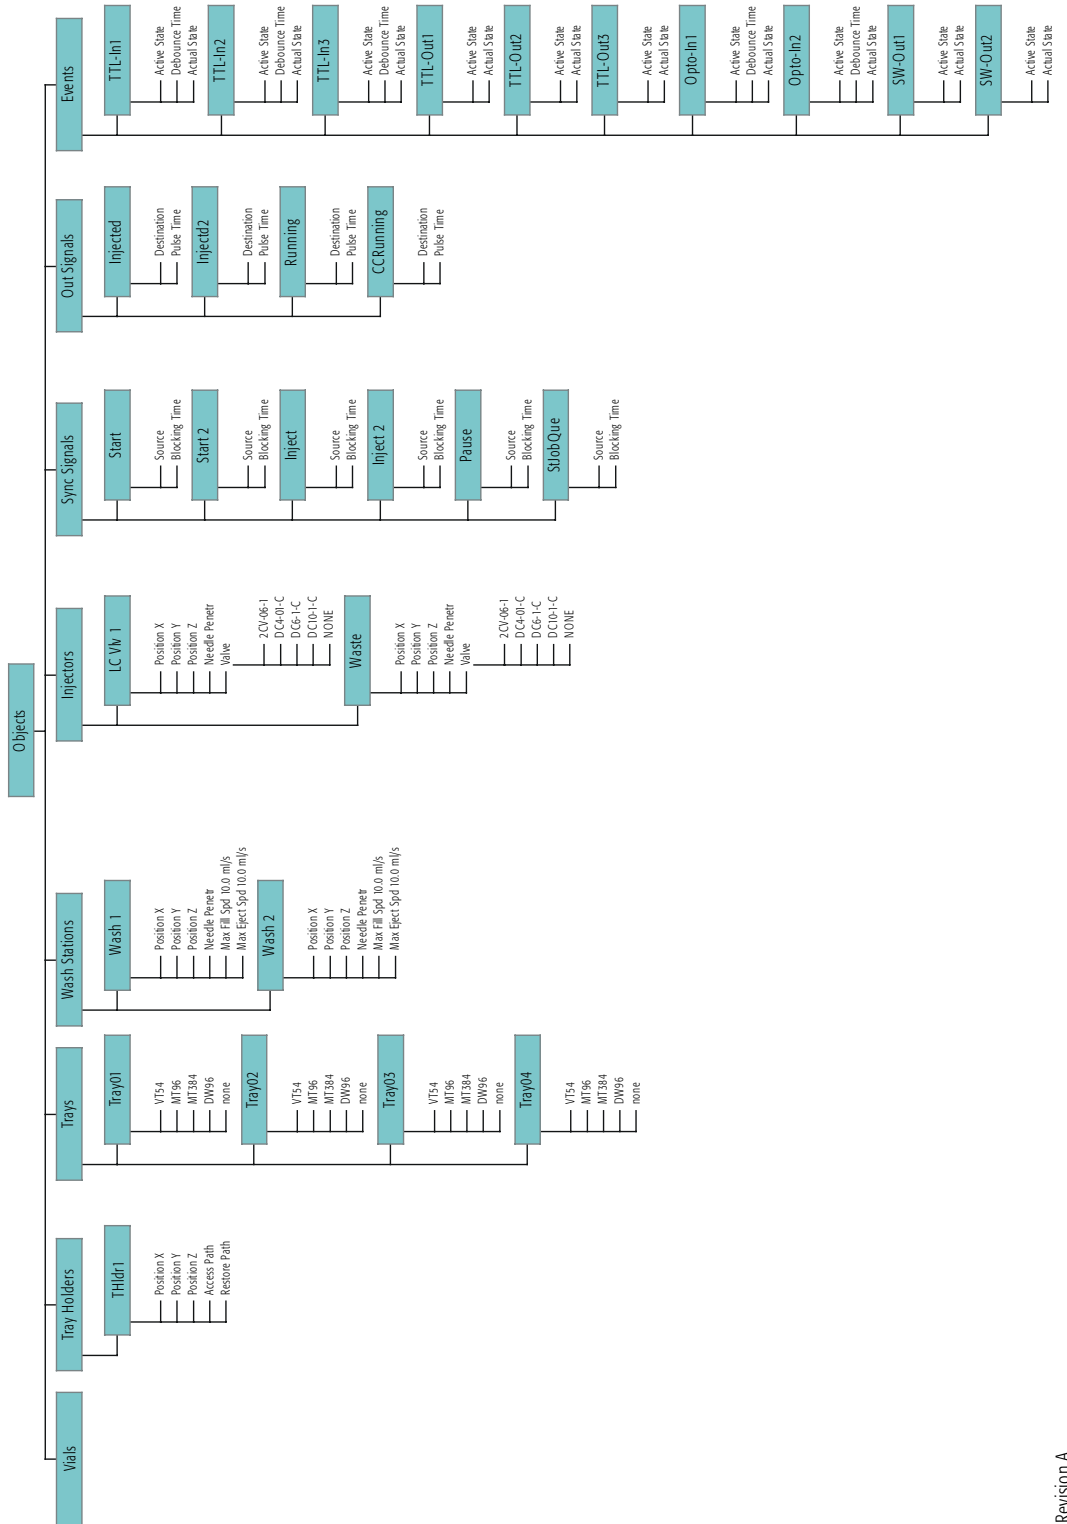 Objects
Vials
Tray Holders
THldr1
Position X
Position Y
Position Z
Access Path
Restore Path
Trays
Tray01
VT54
MT96
MT384
DW96
none
Tray02
VT54
MT96
MT384
DW96
none
Tray03
VT54
MT96
MT384
DW96
none
Tray04
VT54
MT96
MT384
DW96
none
Wash Stations
Wash 1
Position X
Position Y
Position Z
Needle Penetr
Max Fill Spd 10.0 ml/s
Max Eject Spd 10.0 ml/s
Wash 2
Position X
Position Y
Position Z
Needle Penetr
Max Fill Spd 10.0 ml/s
Max Eject Spd 10.0 ml/s
Injectors
LC Vlv 1
Position X
Position Y
Position Z
Needle Penetr
Valve
2CV-06-1
DC4-01-C
DC6-1-C
DC10-1-C
NONE
Waste
Position X
Position Y
Position Z
Needle Penetr
Valve
2CV-06-1
DC4-01-C
DC6-1-C
DC10-1-C
NONE
Sync Signals
Start
Source
Blocking Time
Start 2
Source
Blocking Time
Inject
Source
Blocking Time
Inject 2
Source
Blocking Time
Pause
Source
Blocking Time
StJobQue
Source
Blocking Time
Out Signals
Injected
Destination
Pulse Time
Injectd2
Destination
Pulse Time
Running
Destination
Pulse Time
CCRunning
Destination
Pulse Time
Events
TTL-In1
Active State
Debounce Time
Actual State
TTL-In2
Active State
Debounce Time
Actual State
TTL-In3
Active State
Debounce Time
Actual State
TTL-Out1
Active State
Actual State
TTL-Out2
Active State
Actual State
TTL-Out3
Active State
Actual State
Opto-In1
Active State
Debounce Time
Actual State
Opto-In2
Active State
Debounce Time
Actual State
SW-Out1
Active State
Actual State
SW-Out2
Active State
Actual State
Revision A